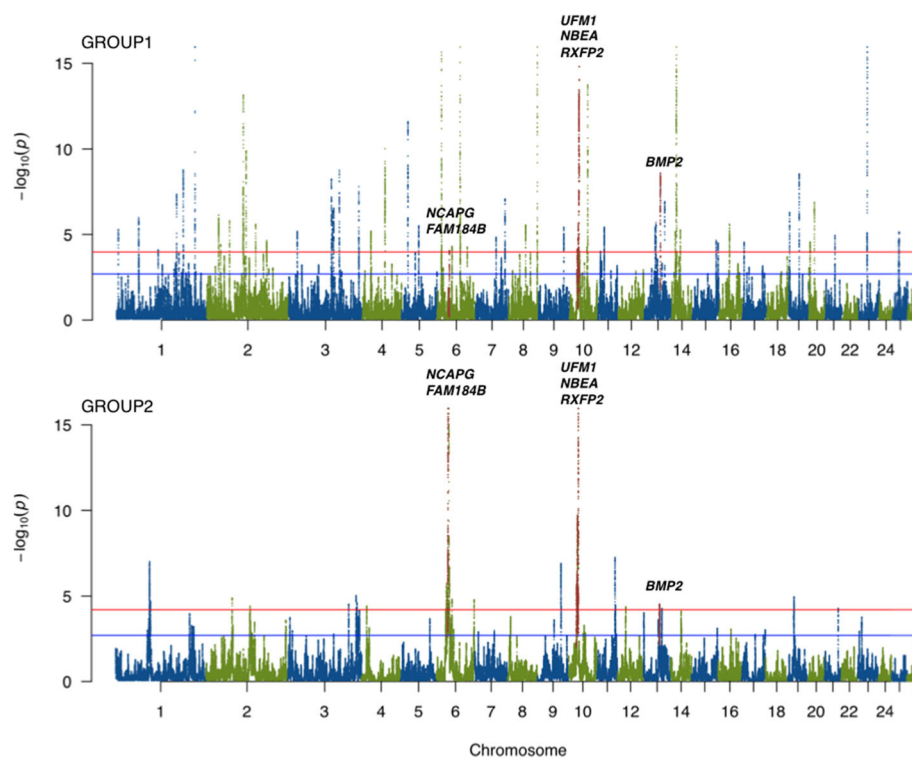 GROUP1
UFM1
NBEA
RXFP2
BMP2
NCAPG
FAM184B
15
10
5
0
−log10(p)
1 2 3 4 5 6 7 8 9 10 12 14 16 18 20 22 24
GROUP2
NCAPG
FAM184B
UFM1
NBEA
RXFP2
BMP2
15
10
5
0
−log10(p)
1 2 3 4 5 6 7 8 9 10 12 14 16 18 20 22 24
Chromosome